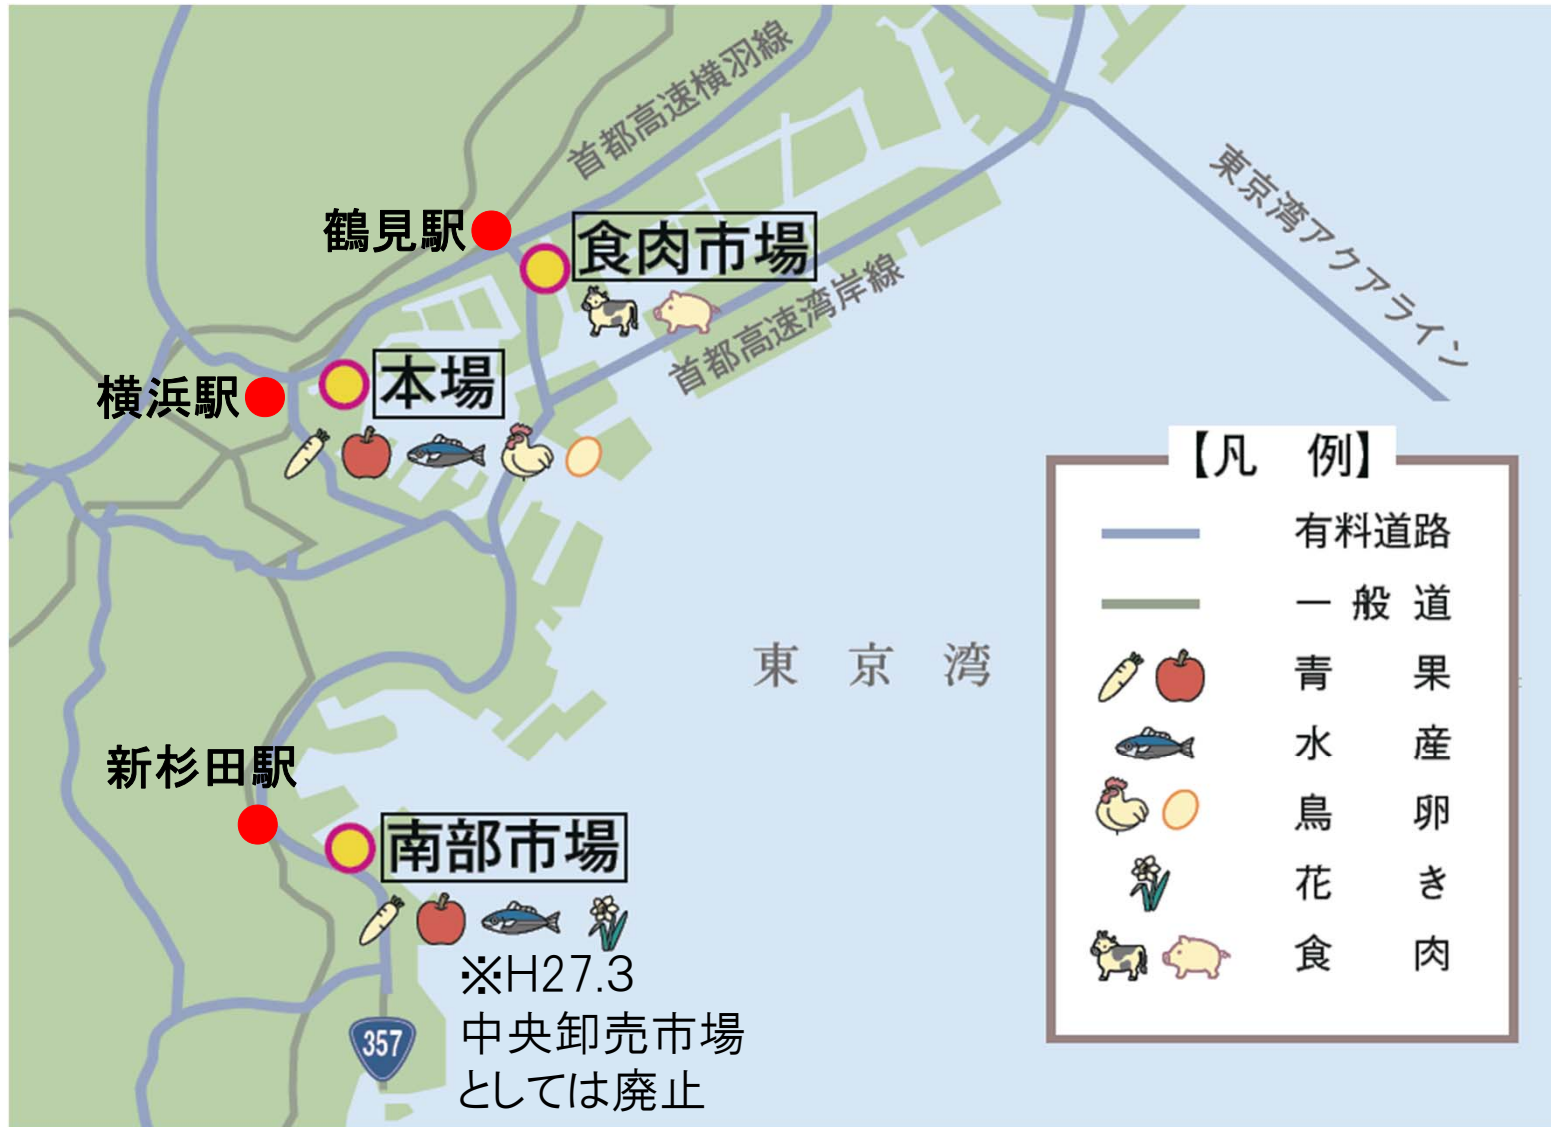 首都高速横羽線
東京湾アクアライン
鶴見駅
食肉市場
首都高速湾岸線
本場
横浜駅
【凡 例】
有料道路
一般道
青果
水産
鳥卵
花き
食肉
東京湾
新杉田駅
南部市場
※H27.3
中央卸売市場
としては廃止
357